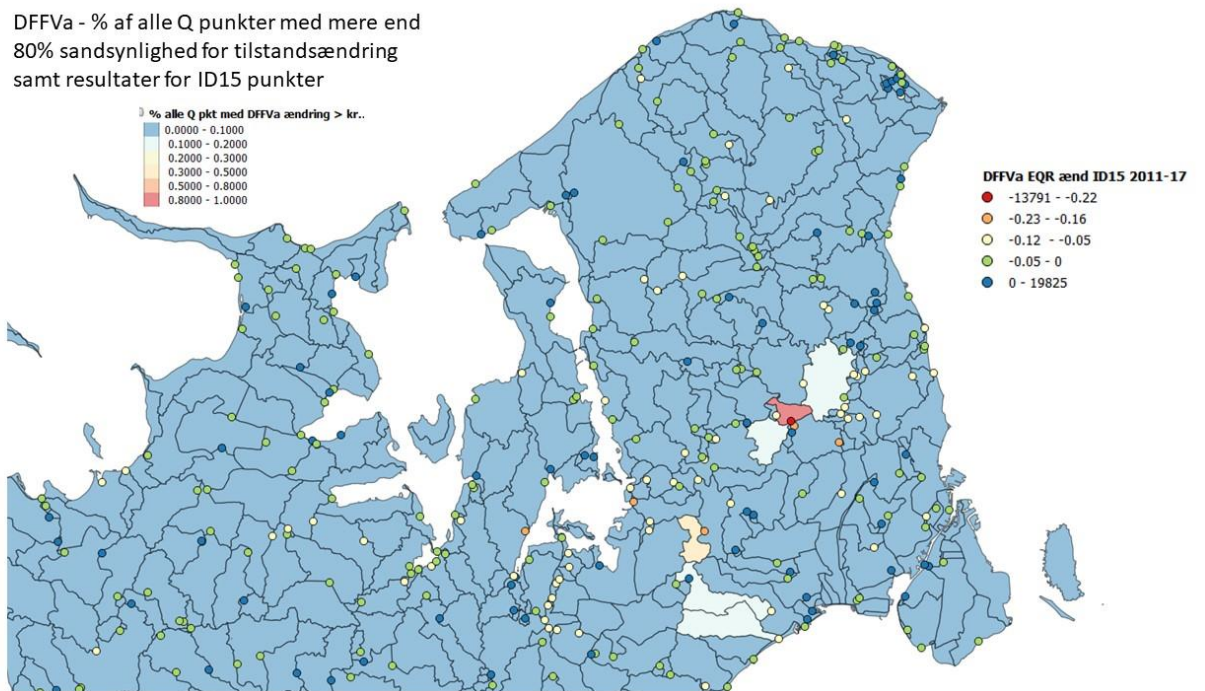 DFFVa - % af alle Q punkter med mere end
80% sandsynlighed for tilstandsændring
samt resultater for ID15 punkter
% alle Q pkt med DFFVa ændring > kr..
0.0000 - 0.1000
0.1000 - 0.2000
0.2000 - 0.3000
0.3000 - 0.5000
0.5000 - 0.8000
0.8000 - 1.0000
DFFVa EQR ænd ID15 2011-17
-13791 - -0.22
-0.23 - -0.16
-0.12 - -0.05
-0.05 - 0
0 - 19825